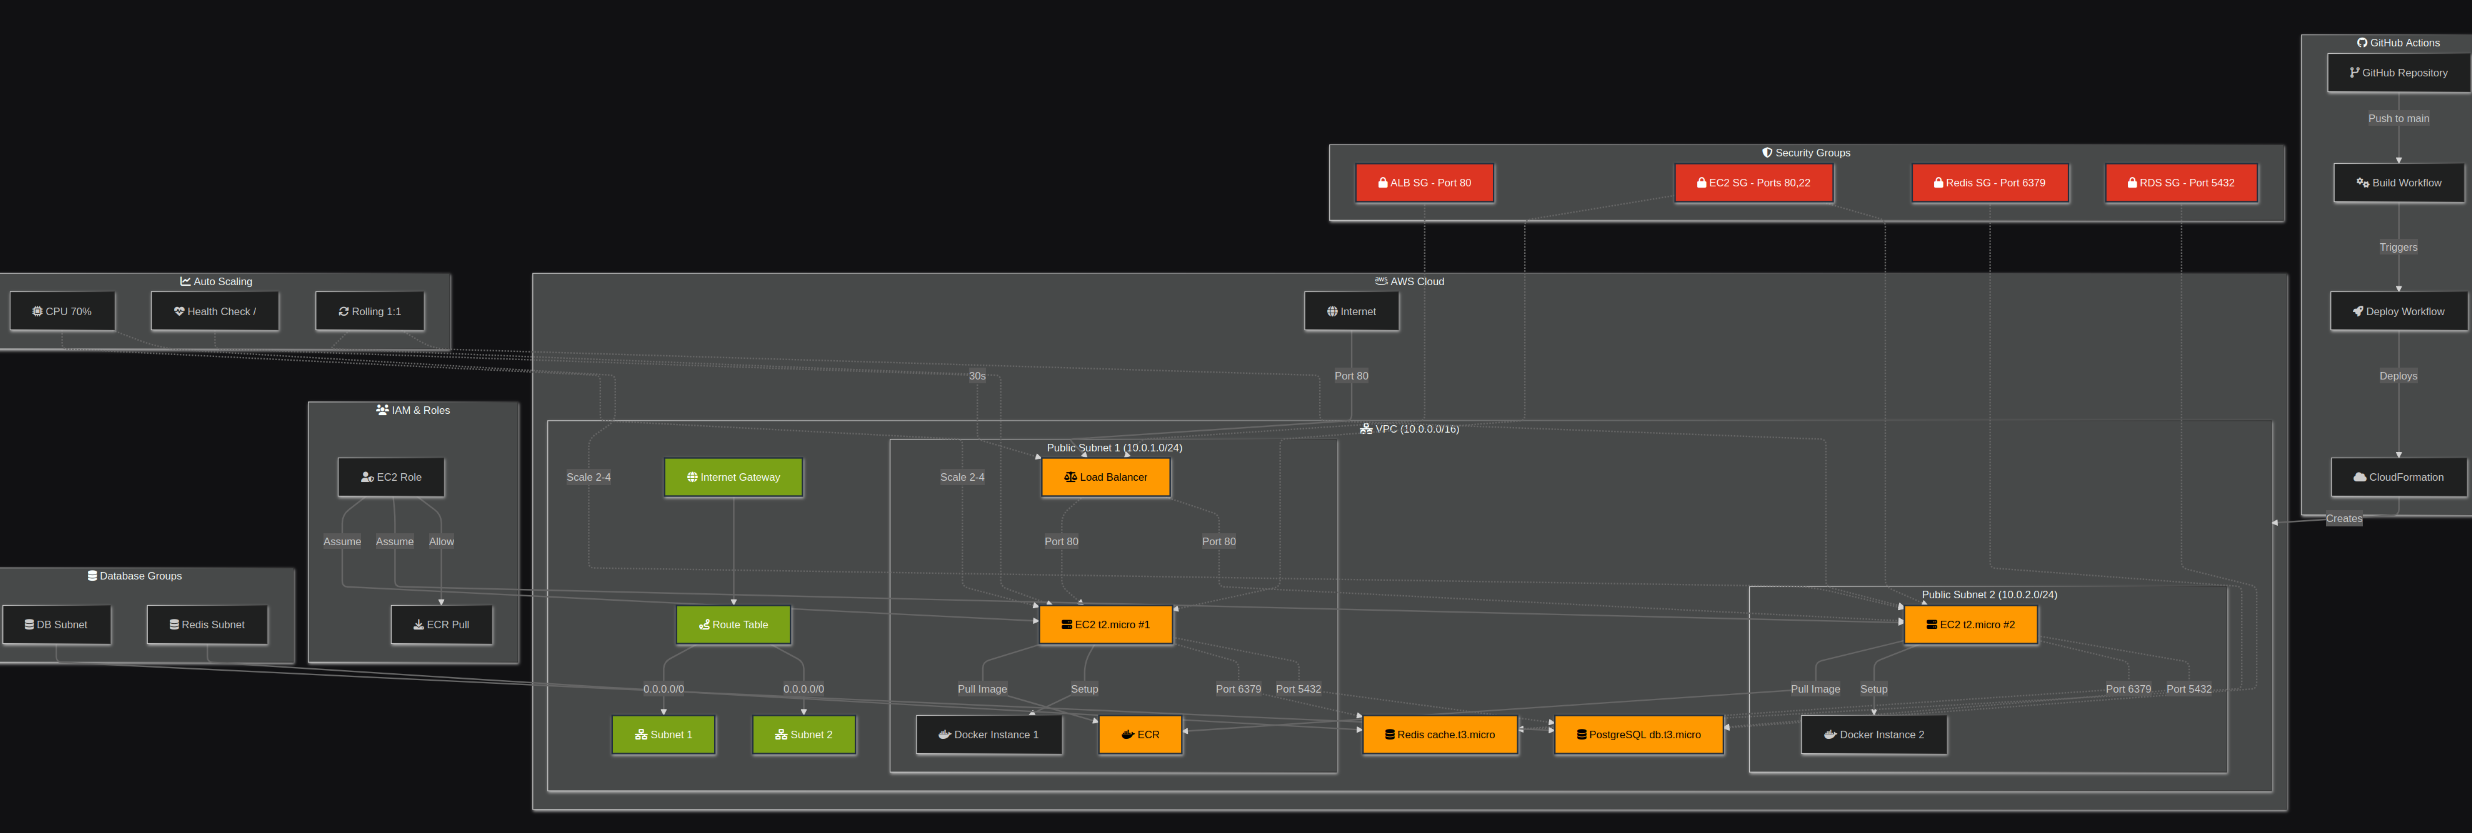 GitHub Actions
GitHub Repository
Push to main
Build Workflow
Triggers
Deploy Workflow
Deploys
CloudFormation
Creates
Security Groups
ALB SG - Port 80
EC2 SG - Ports 80,22
Redis SG - Port 6379
RDS SG - Port 5432
Auto Scaling
CPU 70%
Health Check /
Rolling 1:1
aws AWS Cloud
Internet
30s
Port 80
IAM & Roles
EC2 Role
Assume
Assume
Allow
ECR Pull
Database Groups
DB Subnet
Redis Subnet
VPC (10.0.0.0/16)
Scale 2-4
Internet Gateway
Route Table
0.0.0.0/0
0.0.0.0/0
Subnet 1
Subnet 2
Public Subnet 1 (10.0.1.0/24)
Scale 2-4
Load Balancer
Port 80
Port 80
EC2 t2.micro #1
Pull Image
Setup
Port 6379
Port 5432
Docker Instance 1
ECR
Redis cache.t3.micro
PostgreSQL db.t3.micro
Public Subnet 2 (10.0.2.0/24)
EC2 t2.micro #2
Pull Image
Setup
Port 6379
Port 5432
Docker Instance 2